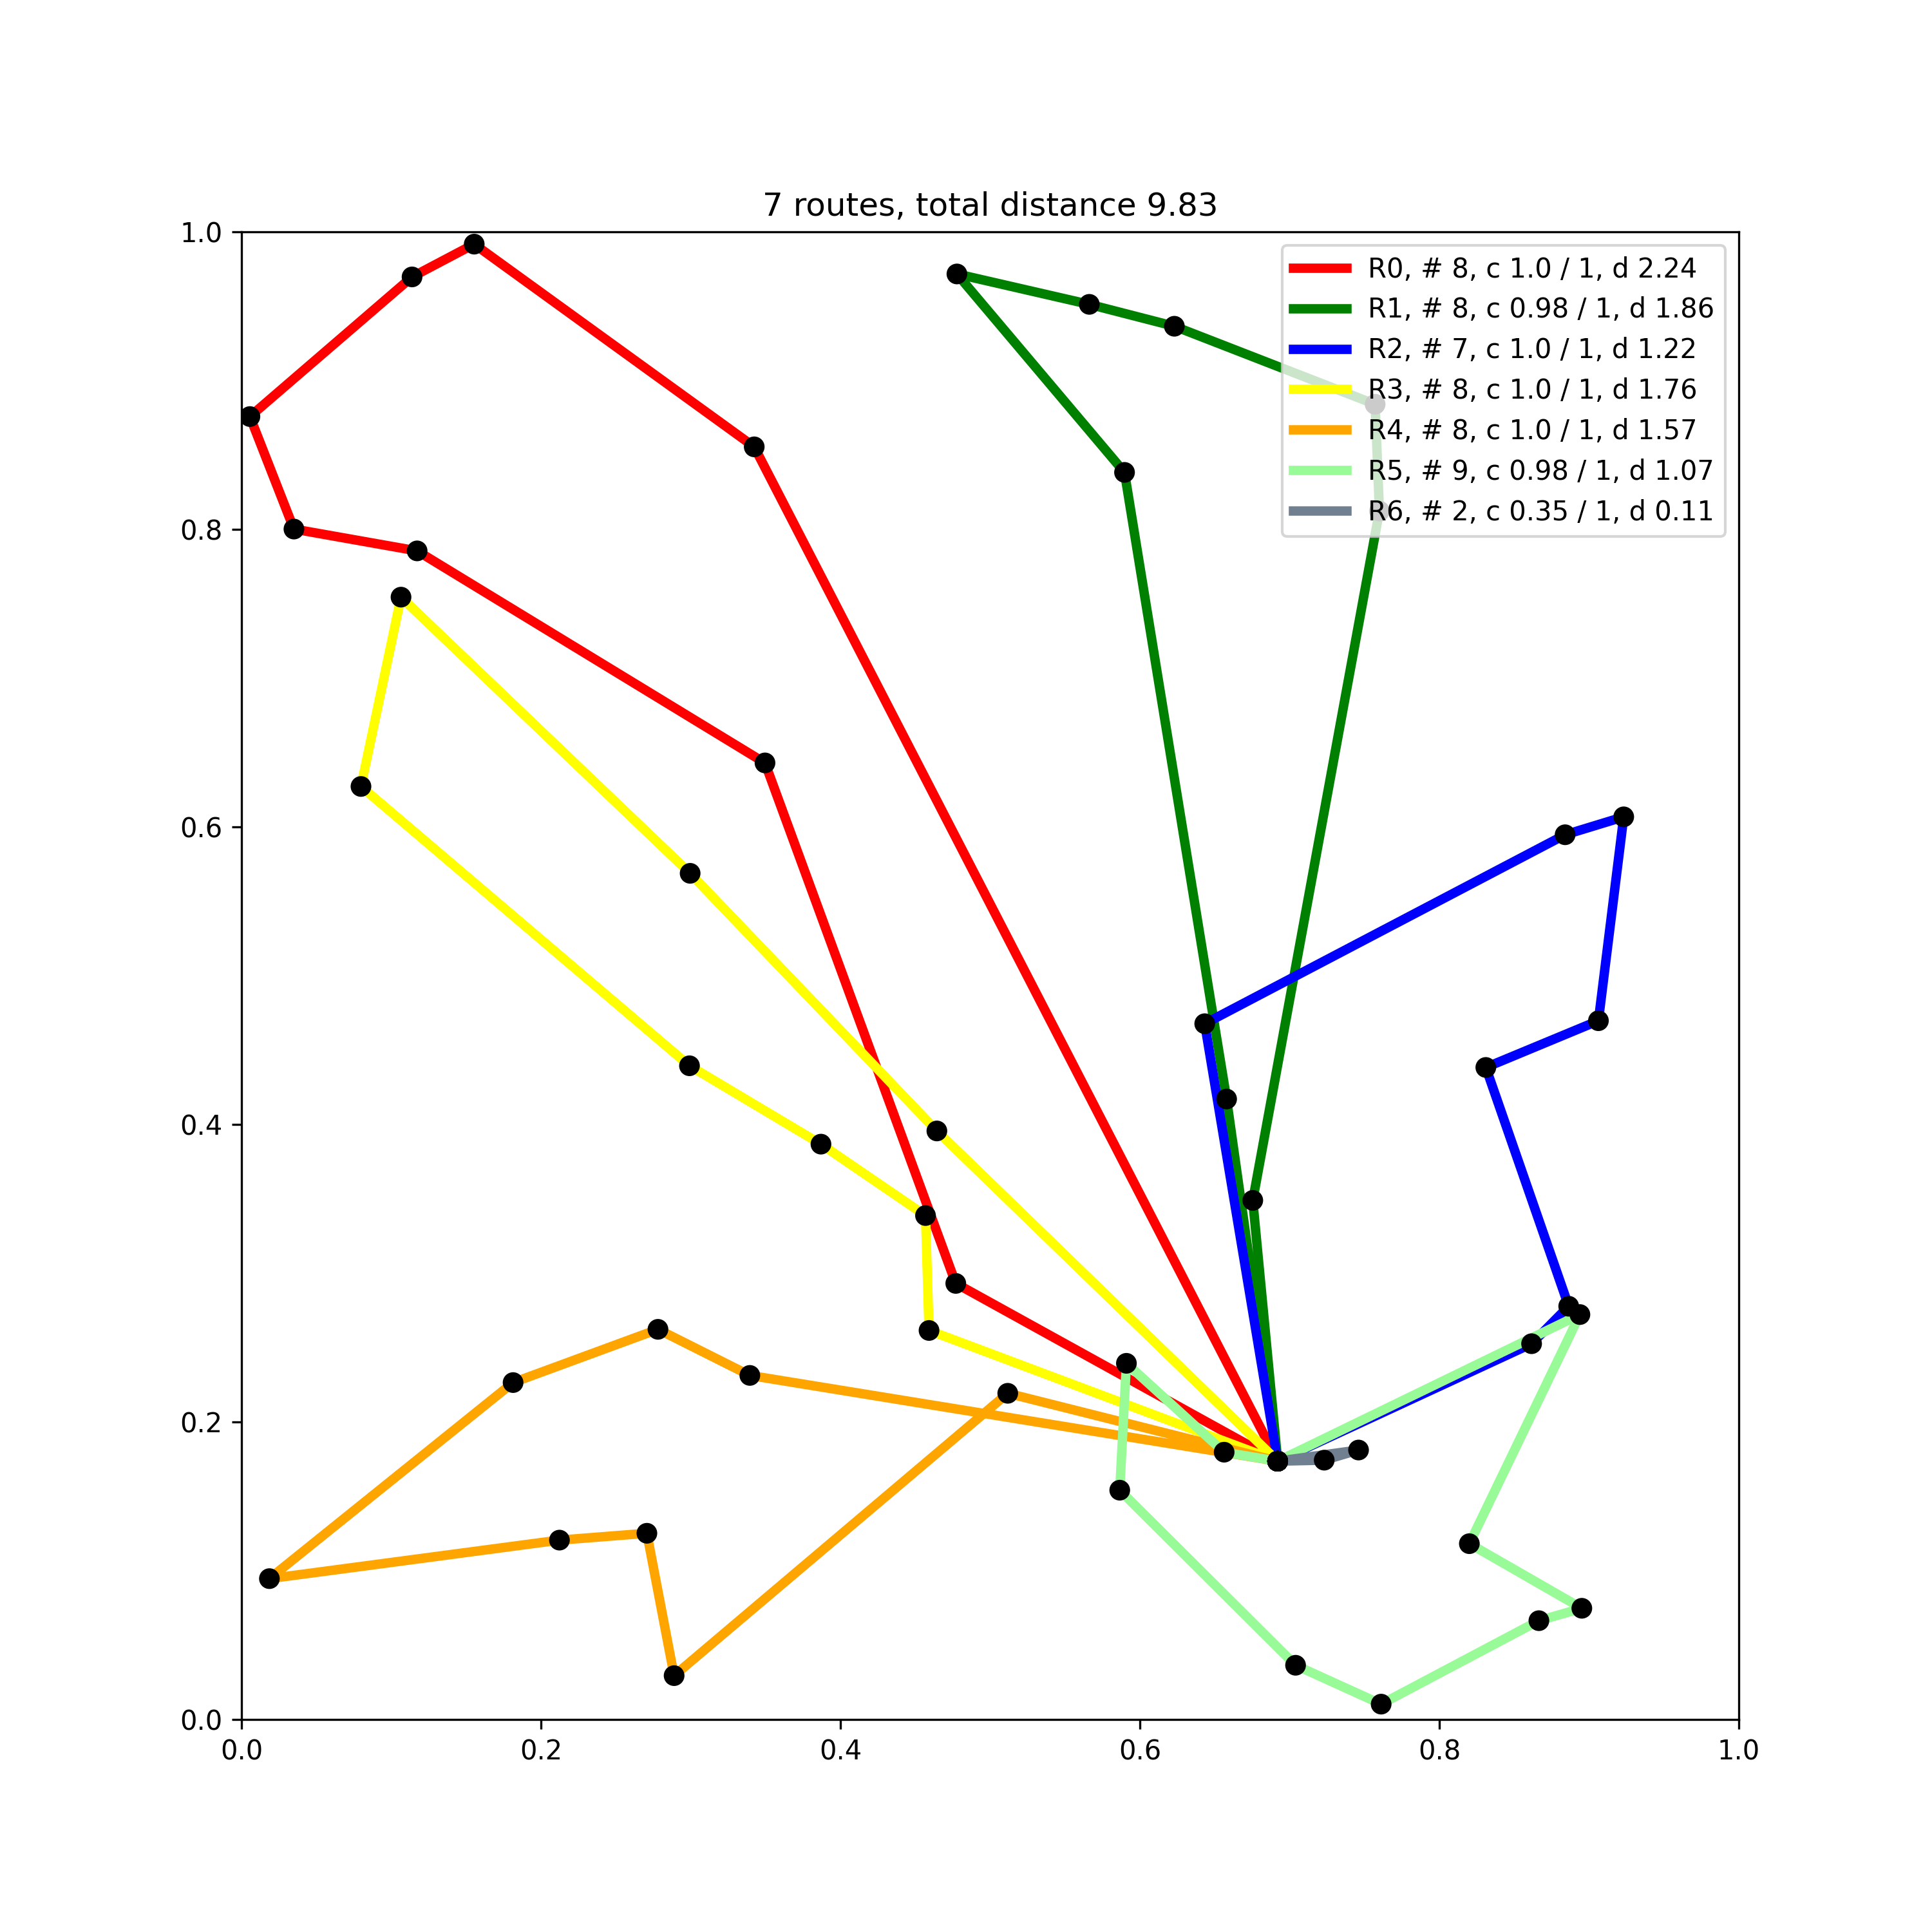 7 routes, total distance 9.83
R0, # 8, c 1.0 / 1, d 2.24
R1, # 8, c 0.98 / 1, d 1.86
R2, # 7, c 1.0 / 1, d 1.22
R3, # 8, c 1.0 / 1, d 1.76
R4, # 8, c 1.0 / 1, d 1.57
R5, # 9, c 0.98 / 1, d 1.07
R6, # 2, c 0.35 / 1, d 0.11
1.0
0.8
0.6
0.4
0.2
0.0
0.0 0.2 0.4 0.6 0.8 1.0